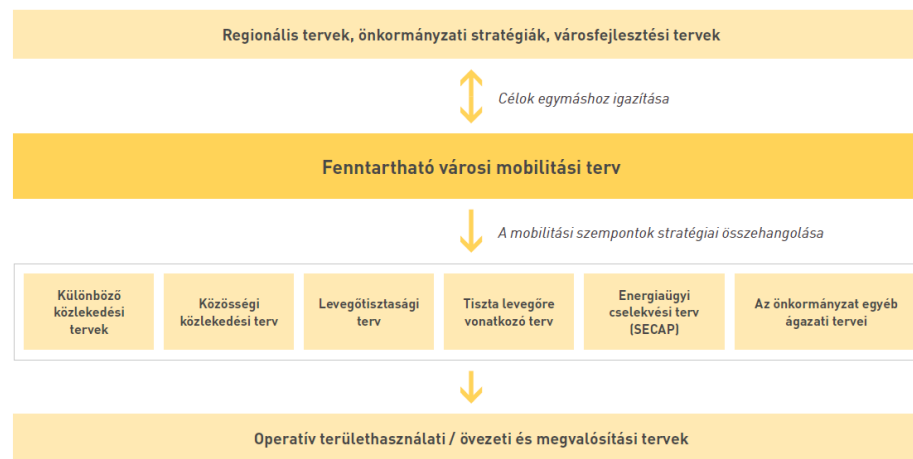 Regionális tervek, önkormányzati stratégiák, városfejlesztési tervek
Célok egymáshoz igazítása
Fenntartható városi mobilitási terv
A mobilitási szempontok stratégiai összehangolása
Különböző
közlekedési
tervek
Közösségi
közlekedési terv
Levegőtisztasági
terv
Tiszta levegőre
vonatkozó terv
Energiaügyi
cselekvési terv
(SECAP)
Az önkormányzat egyéb
ágazati tervei
Operatív területhasználati / övezeti és megvalósítási tervek